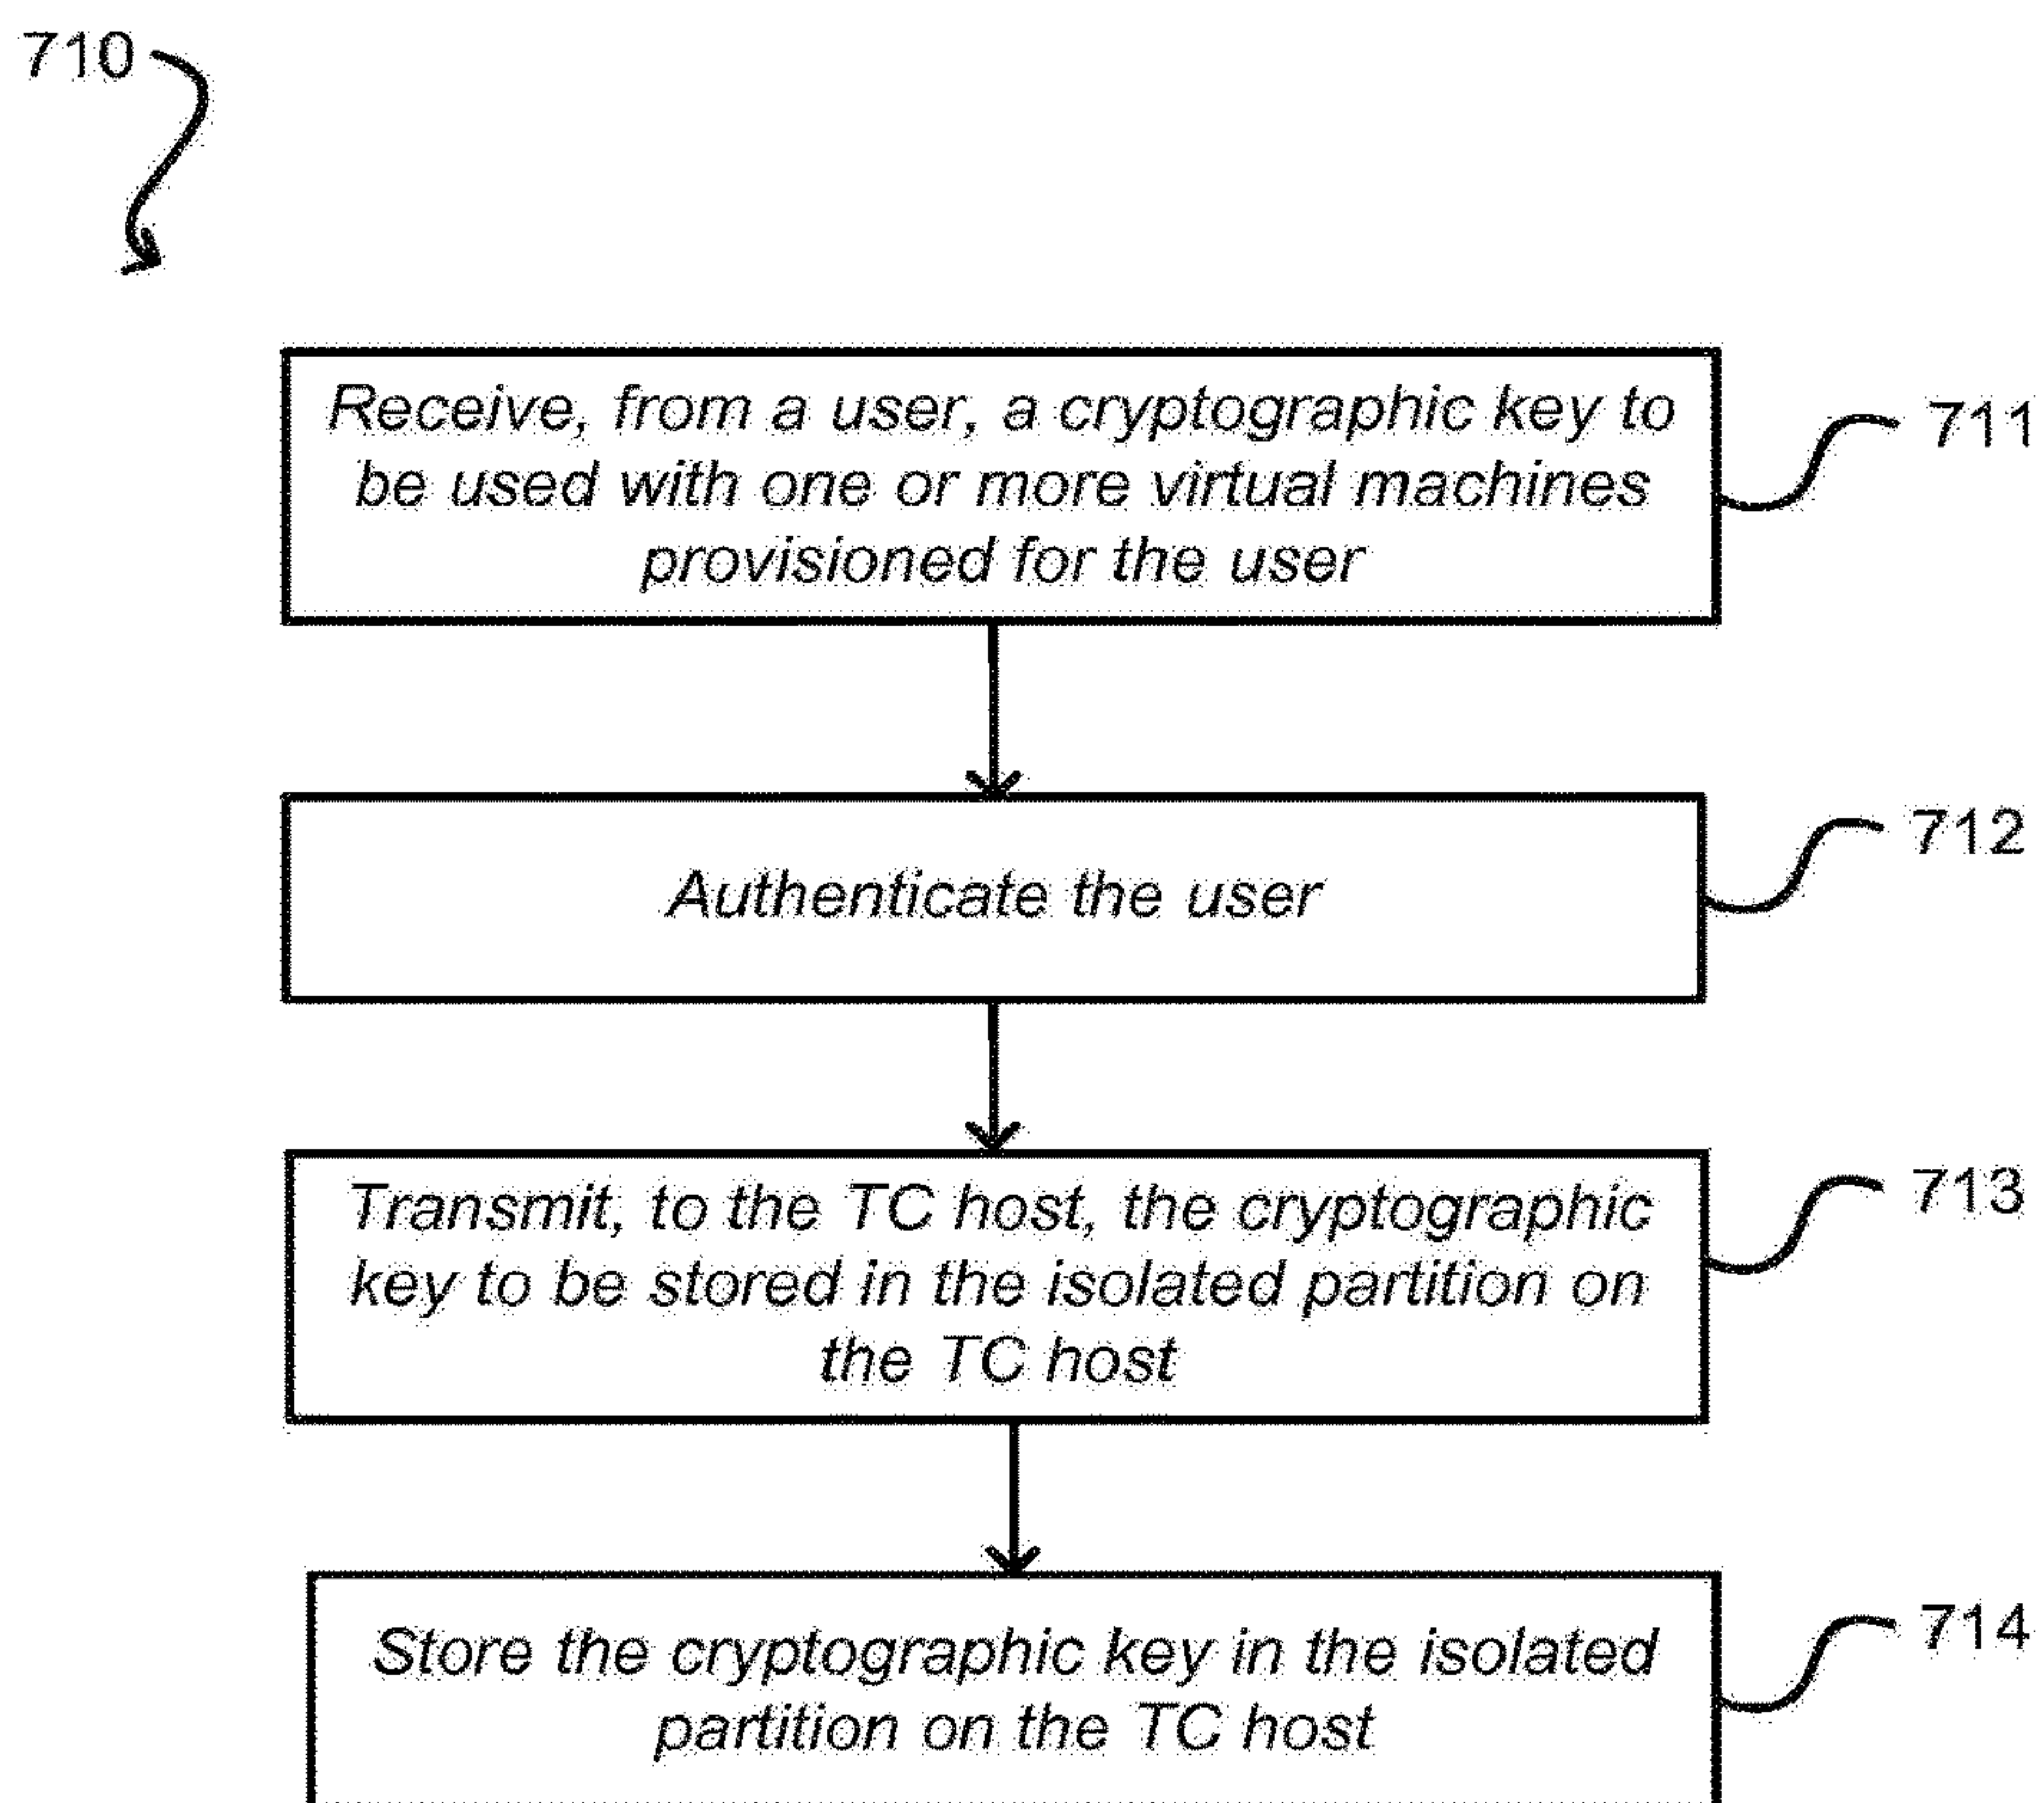 710
Receive, from a user, a cryptographic key to
be used with one or more virtual machines
provisioned for the user
711
Authenticate the user
712
Transmit, to the TC host, the cryptographic
key to be stored in the isolated partition on
the TC host
713
Store the cryptographic key in the isolated
partition on the TC host
714